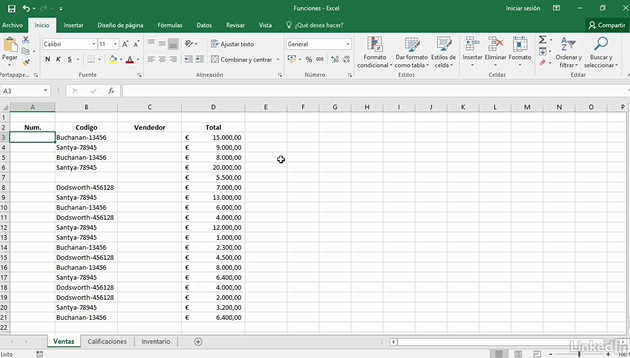 Funciones - Excel
Iniciar sesión
Archivo Inicio Insertar Diseño de página Fórmulas Datos Revisar Vista ¿Qué desea hacer? Compartir
Pegar
Calibri 11
Ajustar texto
General
Formato condicional
Dar formato como tabla
Estilos de celda
Insertar Eliminar Formato
Ordenar y filtrar
Buscar y seleccionar
N K S
Combinar y centrar
% 000
Portapape...
Fuente
Alineación
Número
Estilos
Celdas
Modificar
A3
fx
A B C D E F G H I J K L M N O P
1
2 Num. Codigo Vendedor Total
3 Buchanan-13456 € 15.000,00
4 Santya-78945 € 9.000,00
5 Buchanan-13456 € 8.000,00
6 Santya-78945 € 20.000,00
7 € 5.500,00
8 Dodsworth-456128 € 7.000,00
9 Santya-78945 € 13.000,00
10 Buchanan-13456 € 6.000,00
11 Dodsworth-456128 € 4.000,00
12 Santya-78945 € 12.000,00
13 Santya-78945 € 1.000,00
14 Buchanan-13456 € 2.300,00
15 Dodsworth-456128 € 4.500,00
16 Buchanan-13456 € 8.000,00
17 Santya-78945 € 6.400,00
18 Dodsworth-456128 € 4.000,00
19 Dodsworth-456128 € 2.000,00
20 Santya-78945 € 3.200,00
21 Buchanan-13456 € 6.400,00
22
Ventas Calificaciones Inventario
Linked in
Listo